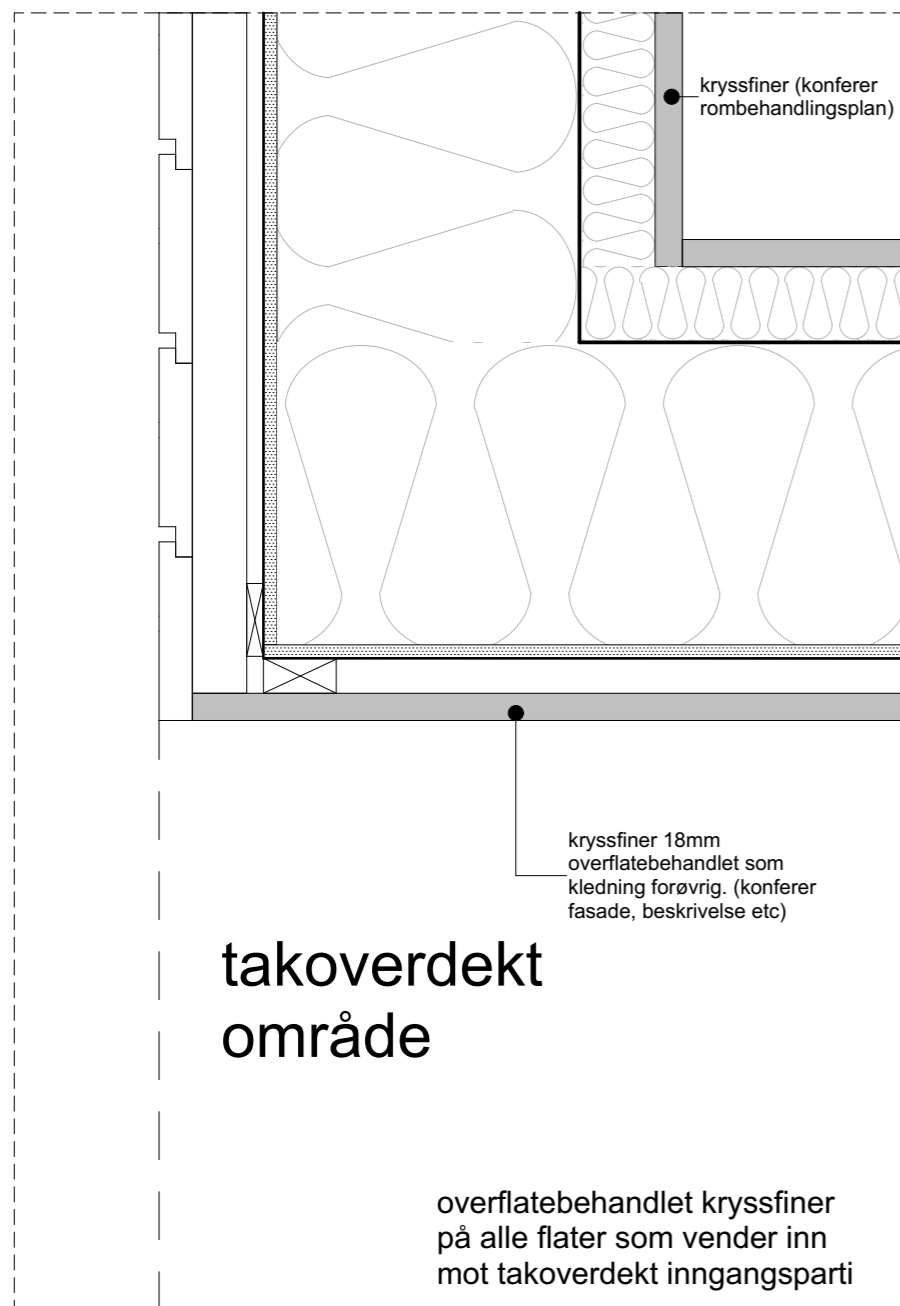 kryssfiner (konferer
rombehandlingsplan)
kryssfiner 18mm
overflatebehandlet som
kledning forøvrig. (konferer
fasade, beskrivelse etc)
takoverdekt
område
overflatebehandlet kryssfiner
på alle flater som vender inn
mot takoverdekt inngangsparti